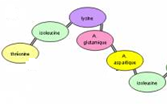 lysine
isoleucine
A.
glutamique
thréonine
A.
aspartique
isoleucine